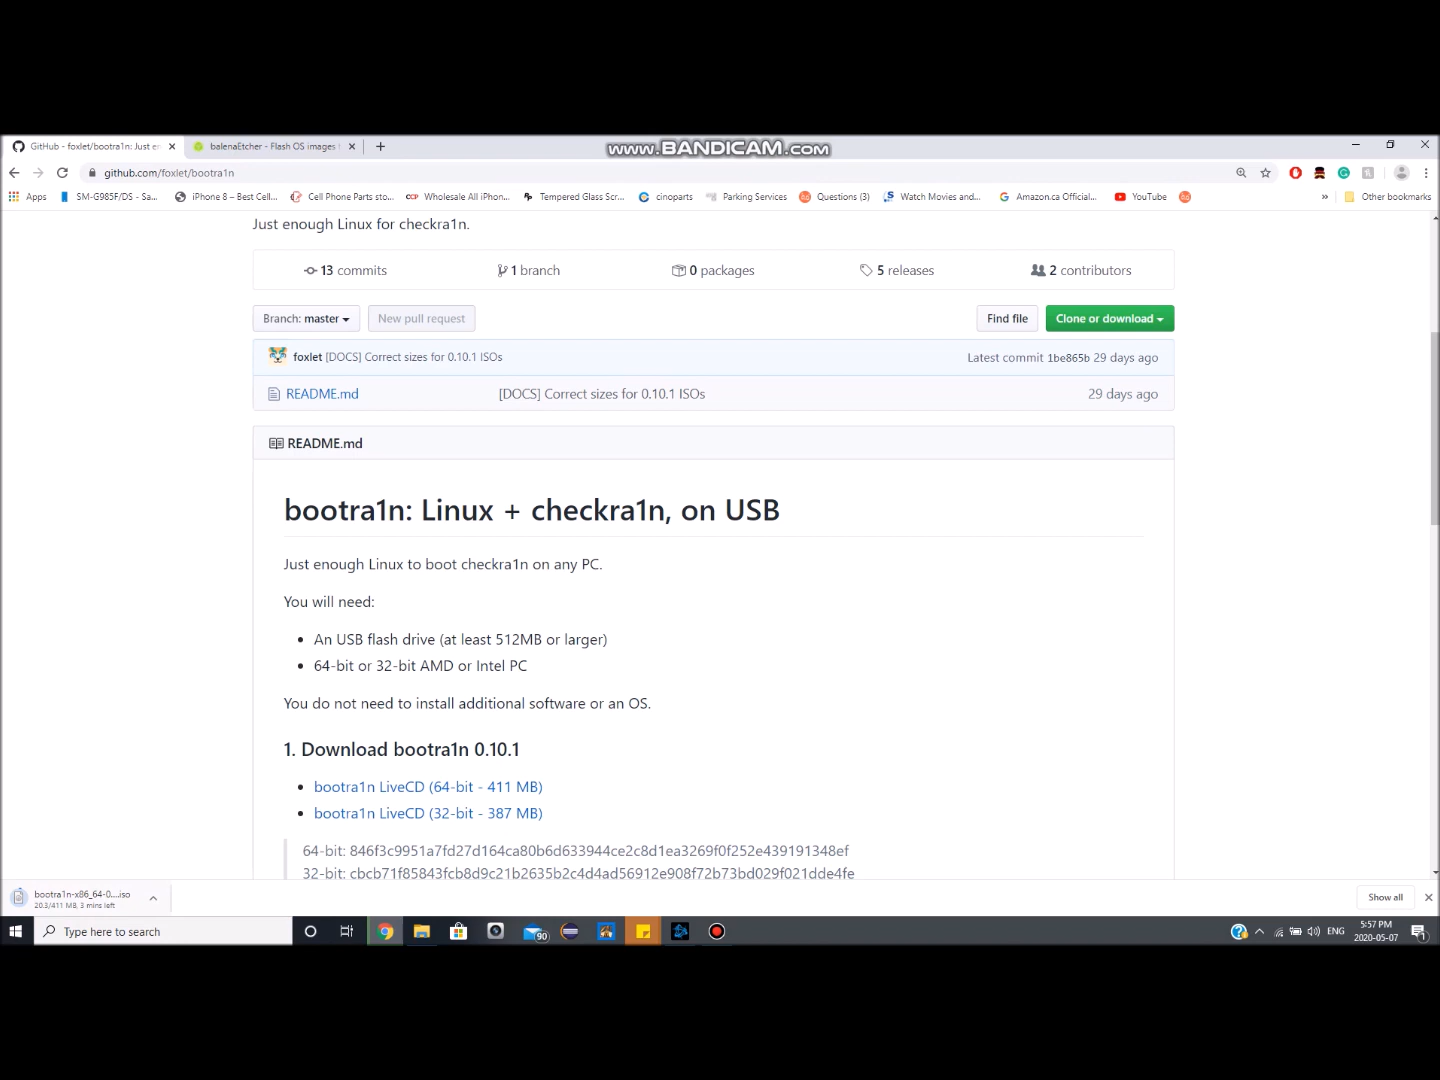 GitHub - foxlet/bootra1n: Just er
balenaEtcher - Flash OS images
www.BANDICAM.com
github.com/foxlet/bootra1n
Apps
SM-G985F/DS - Sa...
iPhone 8 – Best Cell...
Cell Phone Parts sto...
Wholesale All iPhon...
Tempered Glass Scr...
cinoparts
Parking Services
Questions (3)
Watch Movies and...
Amazon.ca Official...
YouTube
»
Other bookmarks
Just enough Linux for checkra1n.
13 commits
1 branch
0 packages
5 releases
2 contributors
Branch: master
New pull request
Find file
Clone or download
foxlet [DOCS] Correct sizes for 0.10.1 ISOs
Latest commit 1be865b 29 days ago
README.md
[DOCS] Correct sizes for 0.10.1 ISOs
29 days ago
README.md
bootra1n: Linux + checkra1n, on USB
Just enough Linux to boot checkra1n on any PC.
You will need:
• An USB flash drive (at least 512MB or larger)
• 64-bit or 32-bit AMD or Intel PC
You do not need to install additional software or an OS.
1. Download bootra1n 0.10.1
• bootra1n LiveCD (64-bit - 411 MB)
• bootra1n LiveCD (32-bit - 387 MB)
64-bit: 846f3c9951a7fd27d164ca80b6d633944ce2c8d1ea3269f0f252e439191348ef
32-bit: cbcb71f85843fcb8d9c21b2635b2c4d4ad56912e908f72b73bd029f021dde4fe
bootra1n-x86_64-0....iso
20.3/411 MB, 3 mins left
Show all
Type here to search
90
ENG
5:57 PM
2020-05-07
1